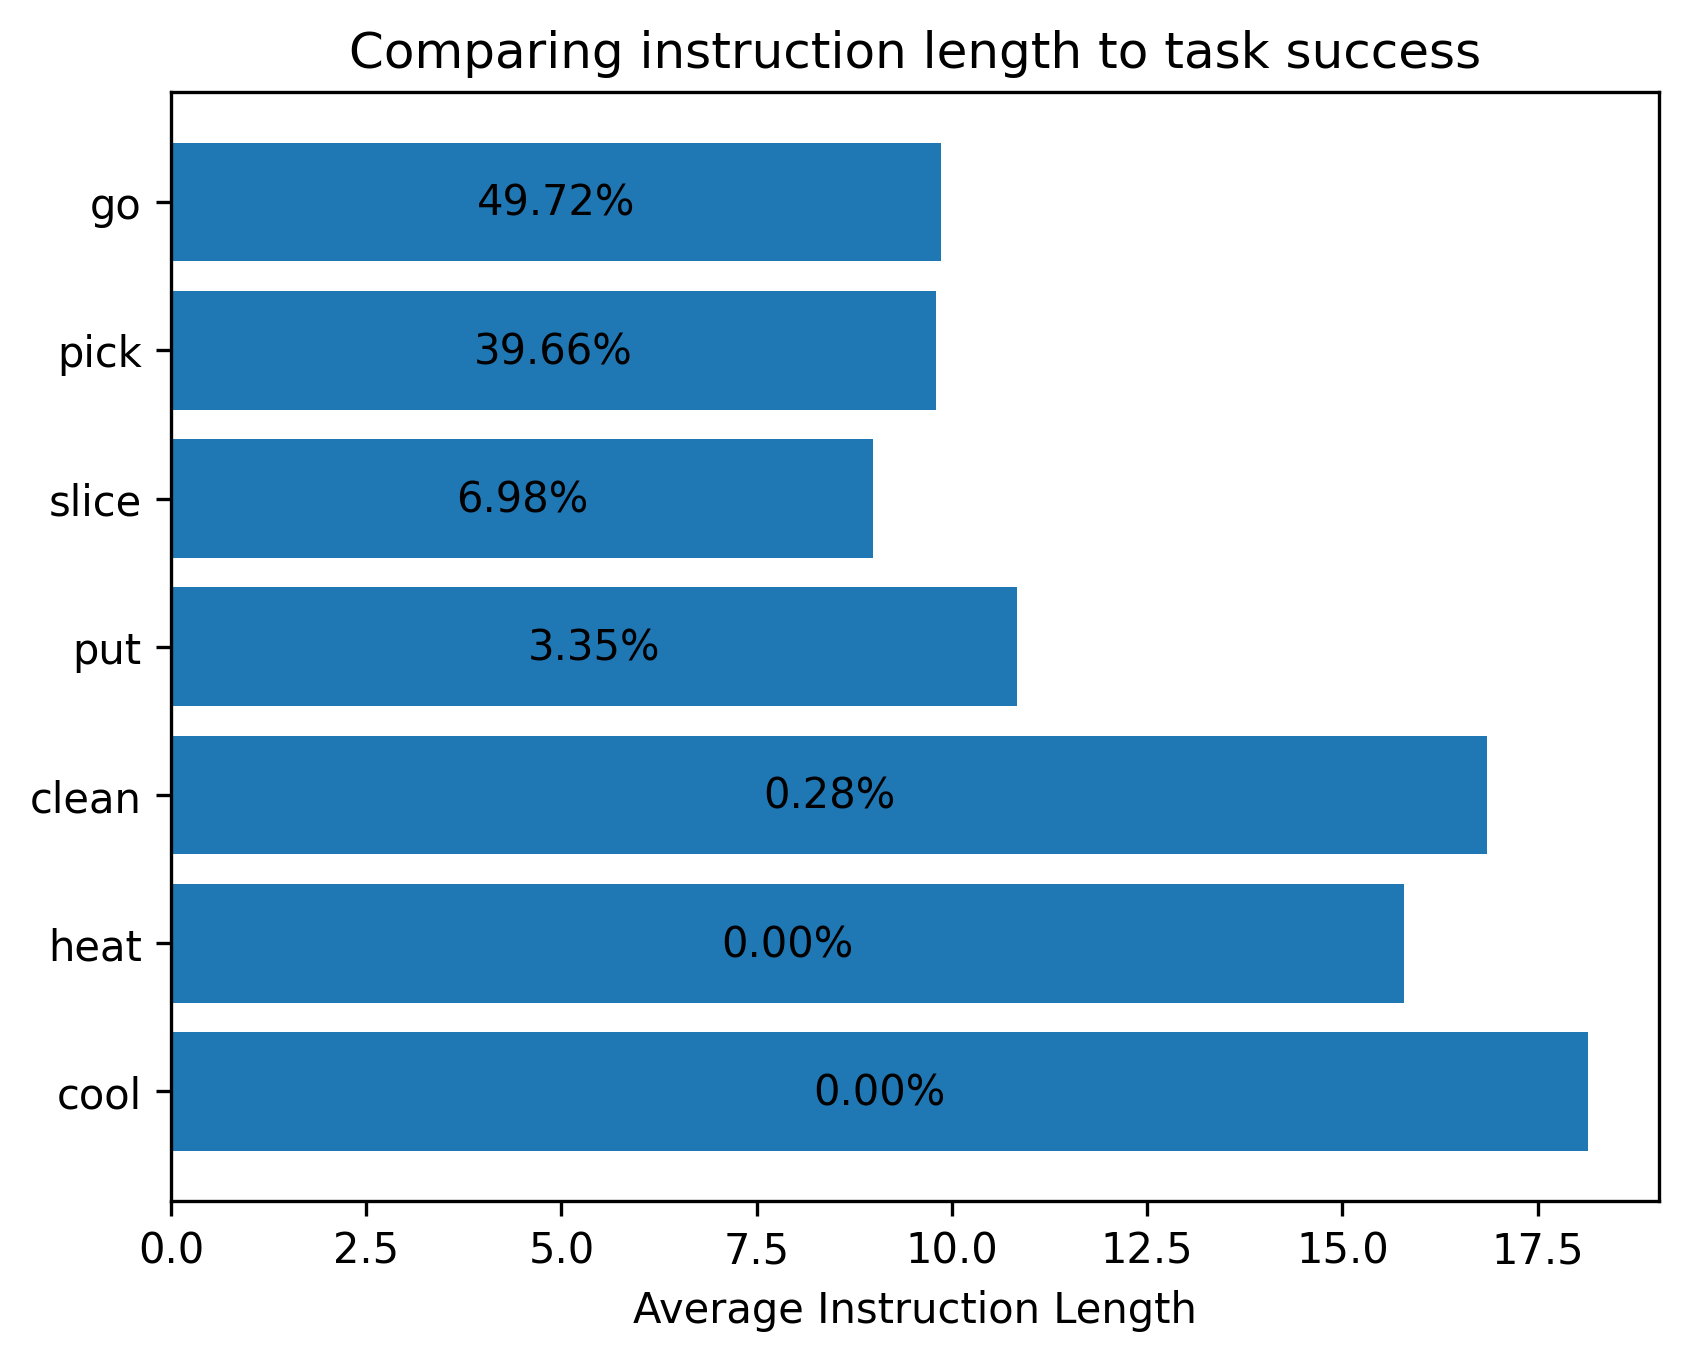 Comparing instruction length to task success
go
49.72%
pick
39.66%
slice
6.98%
put
3.35%
clean
0.28%
heat
0.00%
cool
0.00%
0.0 2.5 5.0 7.5 10.0 12.5 15.0 17.5
Average Instruction Length